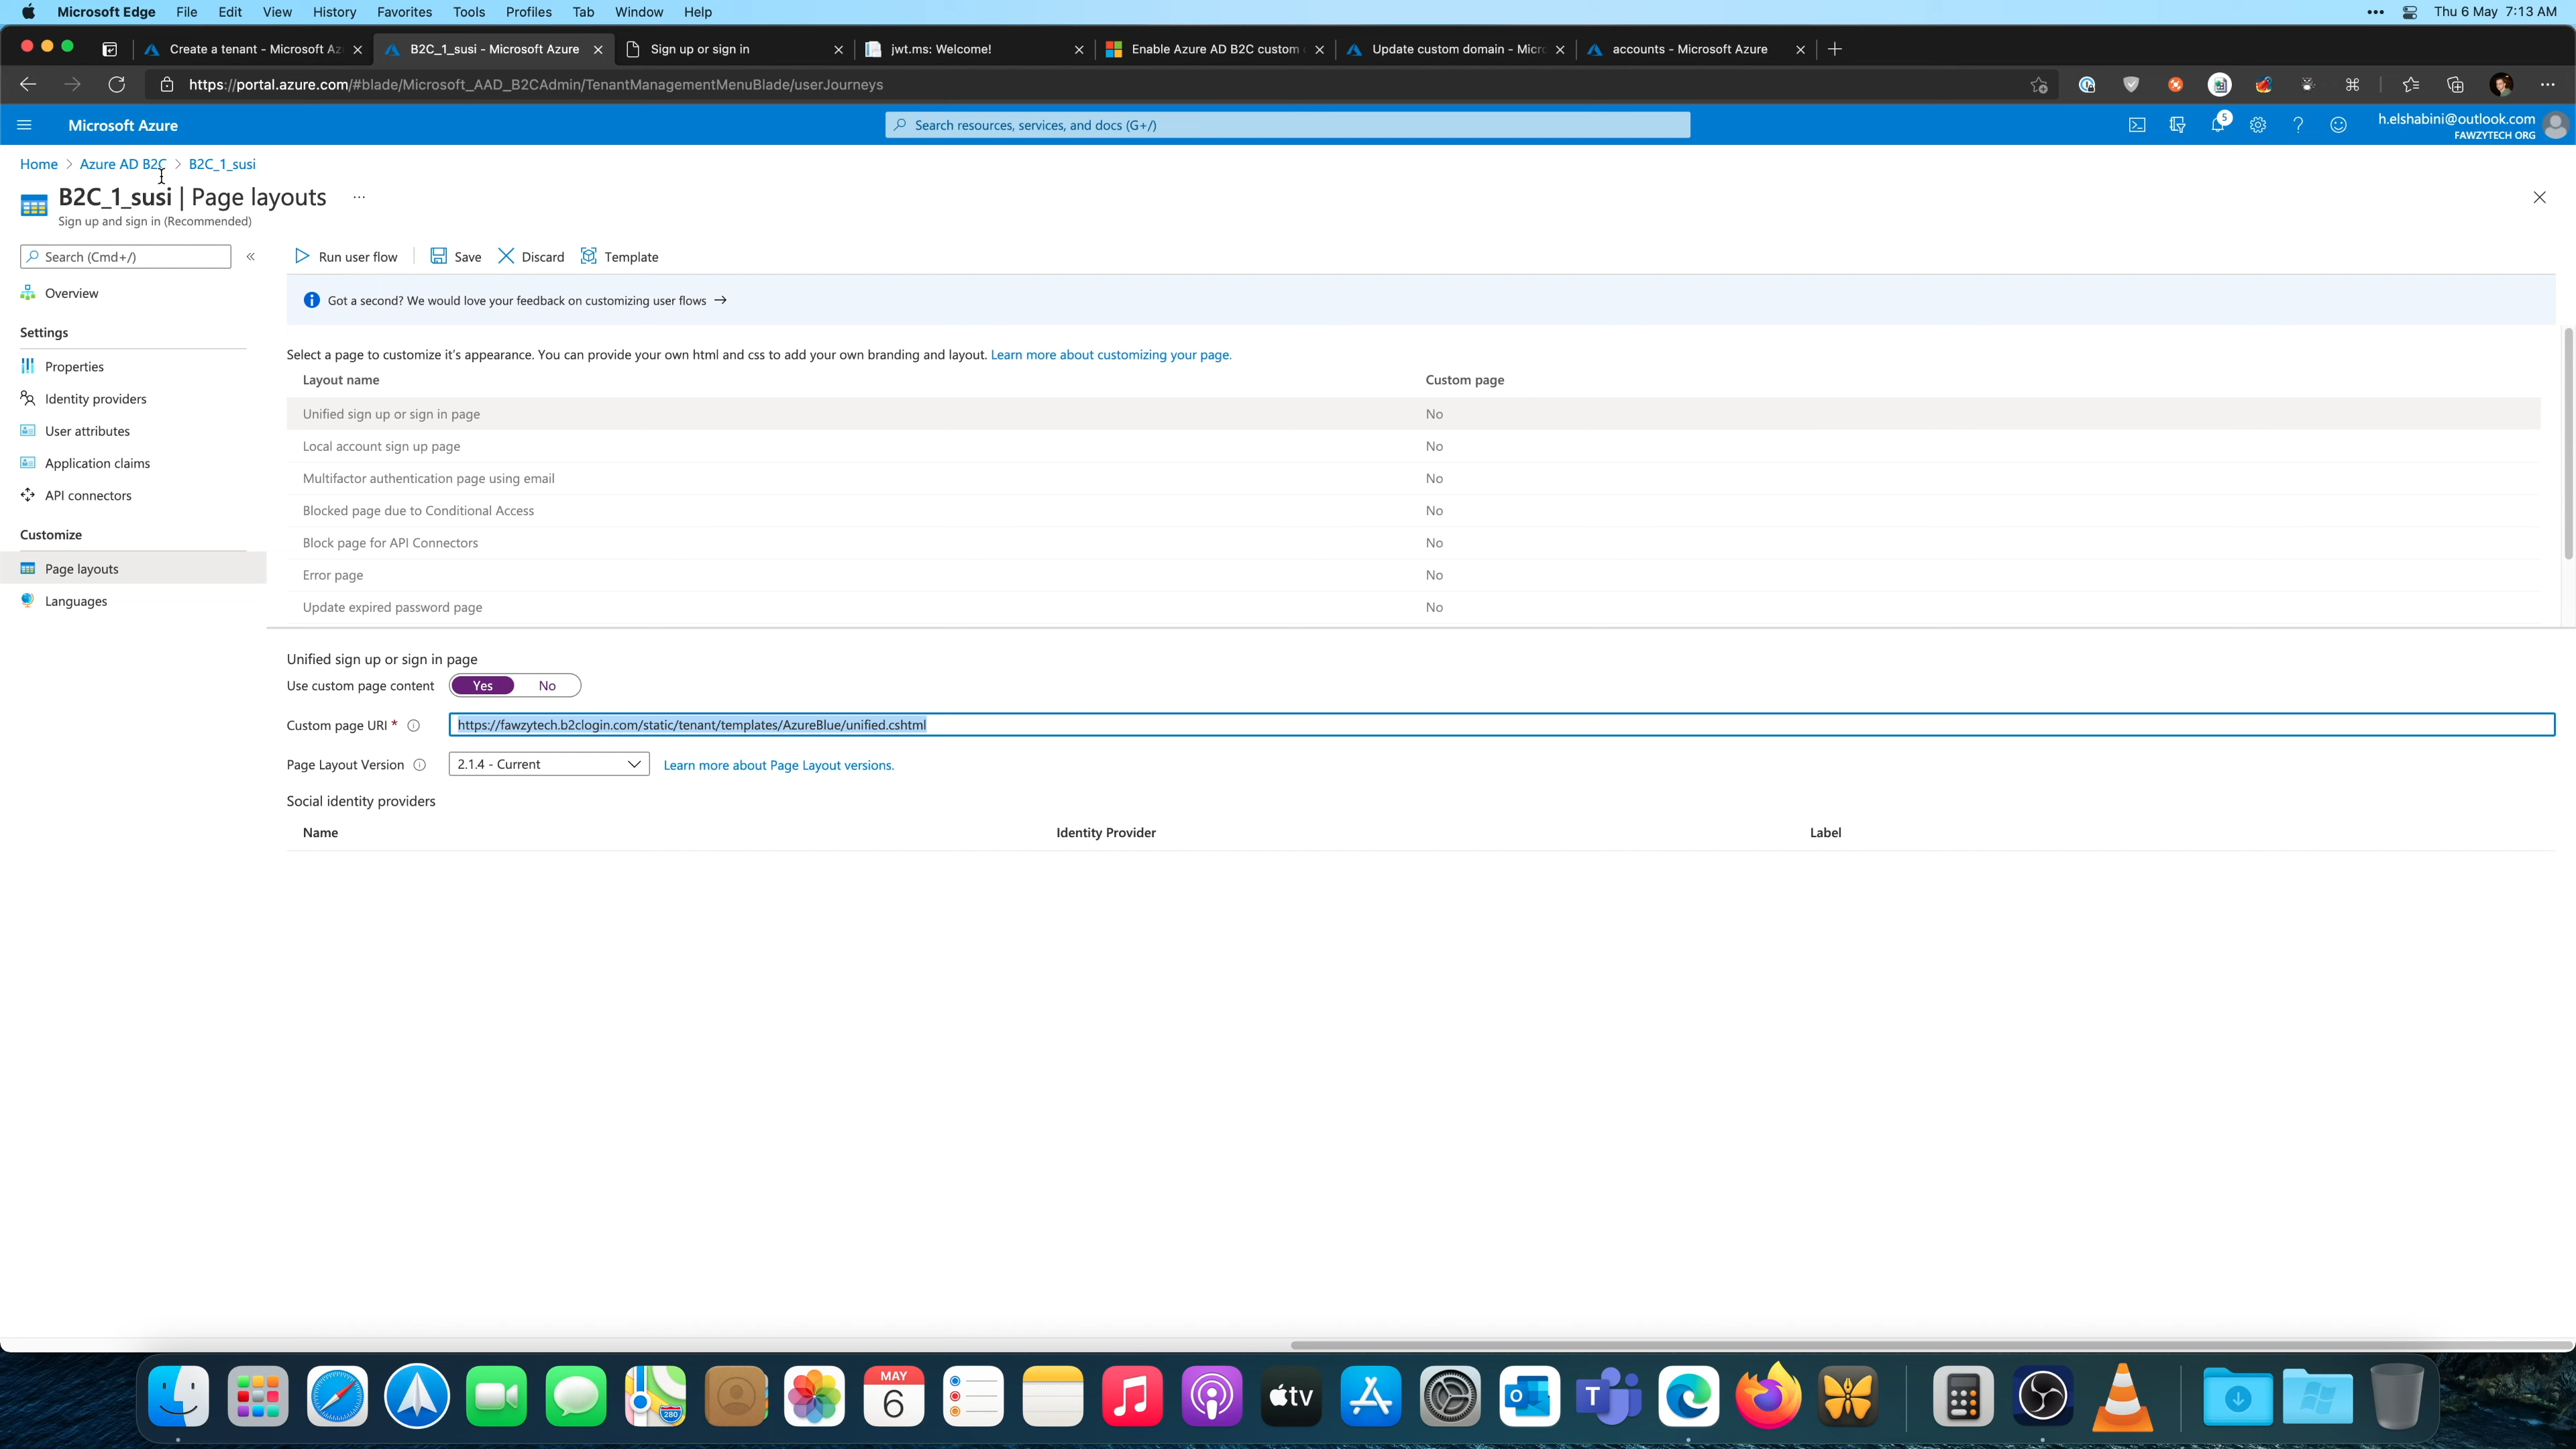 Microsoft Edge File Edit View History Favorites Tools Profiles Tab Window Help Thu 6 May 7:13 AM
Create a tenant - Microsoft Az B2C_1_susi - Microsoft Azure Sign up or sign in jwt.ms: Welcome! Enable Azure AD B2C custom Update custom domain - Micr accounts - Microsoft Azure
https://portal.azure.com/#blade/Microsoft_AAD_B2CAdmin/TenantManagementMenuBlade/userJourneys
Microsoft Azure Search resources, services, and docs (G+/) 5 h.elshabini@outlook.com
FAWZYTECH ORG
Home > Azure AD B2C > B2C_1_susi
B2C_1_susi | Page layouts ...
Sign up and sign in (Recommended)
Search (Cmd+/) «
Run user flow Save Discard Template
Got a second? We would love your feedback on customizing user flows →
Overview
Settings
Properties
Identity providers
User attributes
Application claims
API connectors
Customize
Page layouts
Languages
Select a page to customize it's appearance. You can provide your own html and css to add your own branding and layout. Learn more about customizing your page.
Layout name Custom page
Unified sign up or sign in page No
Local account sign up page No
Multifactor authentication page using email No
Blocked page due to Conditional Access No
Block page for API Connectors No
Error page No
Update expired password page No
Unified sign up or sign in page
Use custom page content Yes No
Custom page URI * https://fawzytech.b2clogin.com/static/tenant/templates/AzureBlue/unified.cshtml
Page Layout Version 2.1.4 - Current Learn more about Page Layout versions.
Social identity providers
Name Identity Provider Label
280 MAY 6 tv O T